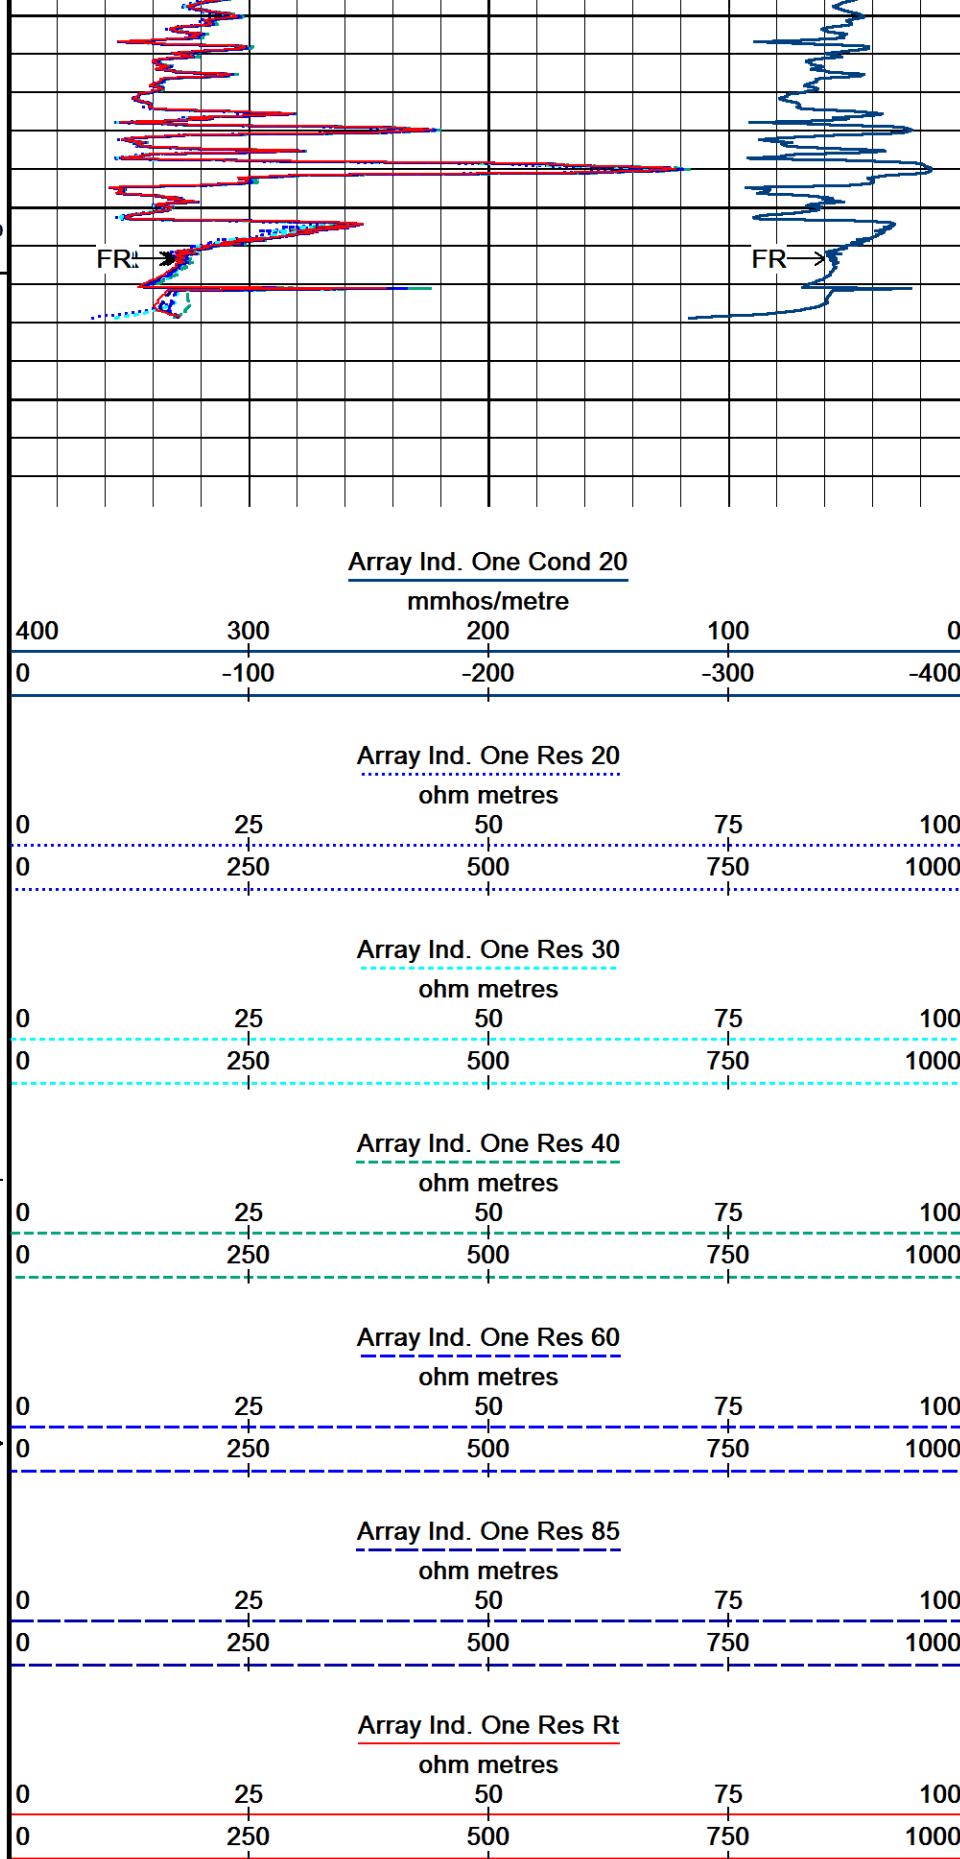 FR FR
Array Ind. One Cond 20
mmhos/metre
400 300 200 100 0
0 -100 -200 -300 -400
Array Ind. One Res 20
ohm metres
0 25 50 75 100
0 250 500 750 1000
Array Ind. One Res 30
ohm metres
0 25 50 75 100
0 250 500 750 1000
Array Ind. One Res 40
ohm metres
0 25 50 75 100
0 250 500 750 1000
Array Ind. One Res 60
ohm metres
0 25 50 75 100
0 250 500 750 1000
Array Ind. One Res 85
ohm metres
0 25 50 75 100
0 250 500 750 1000
Array Ind. One Res Rt
ohm metres
0 25 50 75 100
0 250 500 750 1000